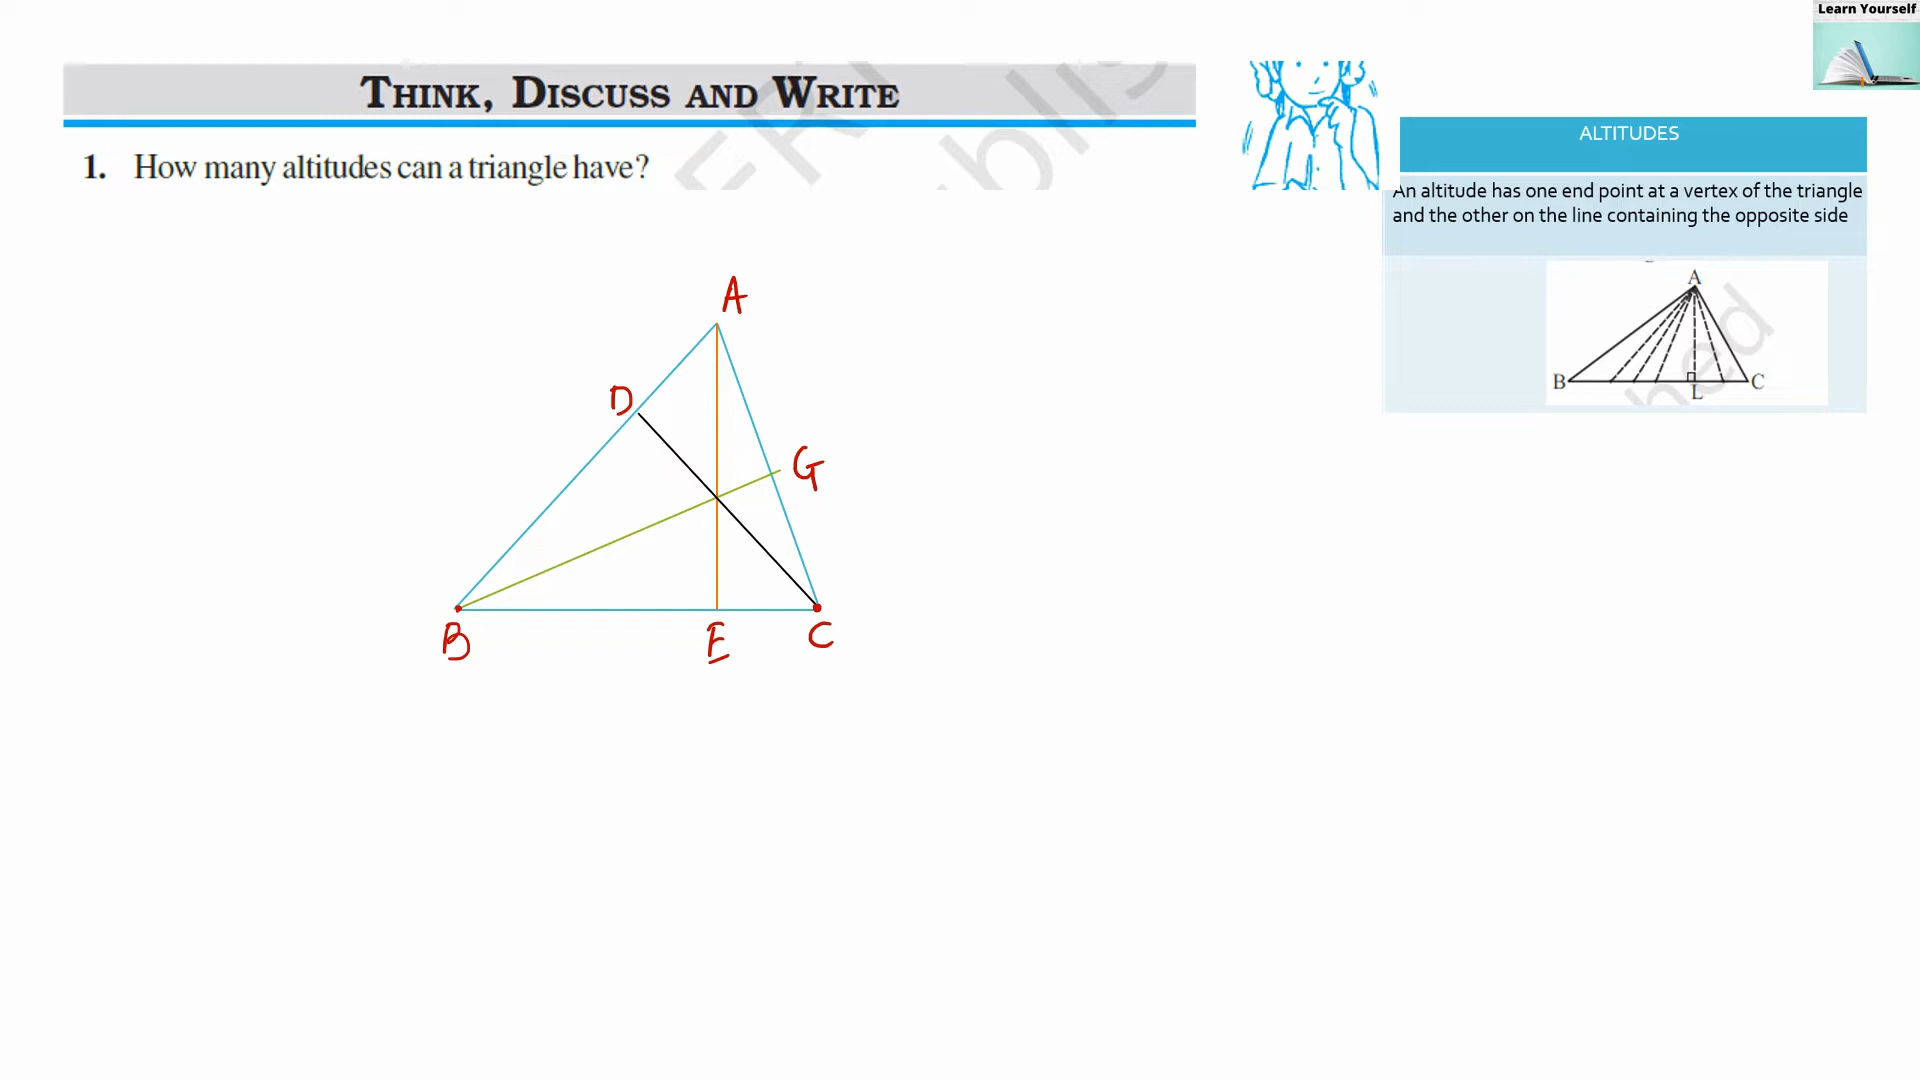 Learn Yourself
THINK, DISCUSS AND WRITE
1. How many altitudes can a triangle have?
ALTITUDES
An altitude has one end point at a vertex of the triangle
and the other on the line containing the opposite side
A
B
L
C
A
D
G
B
E
C